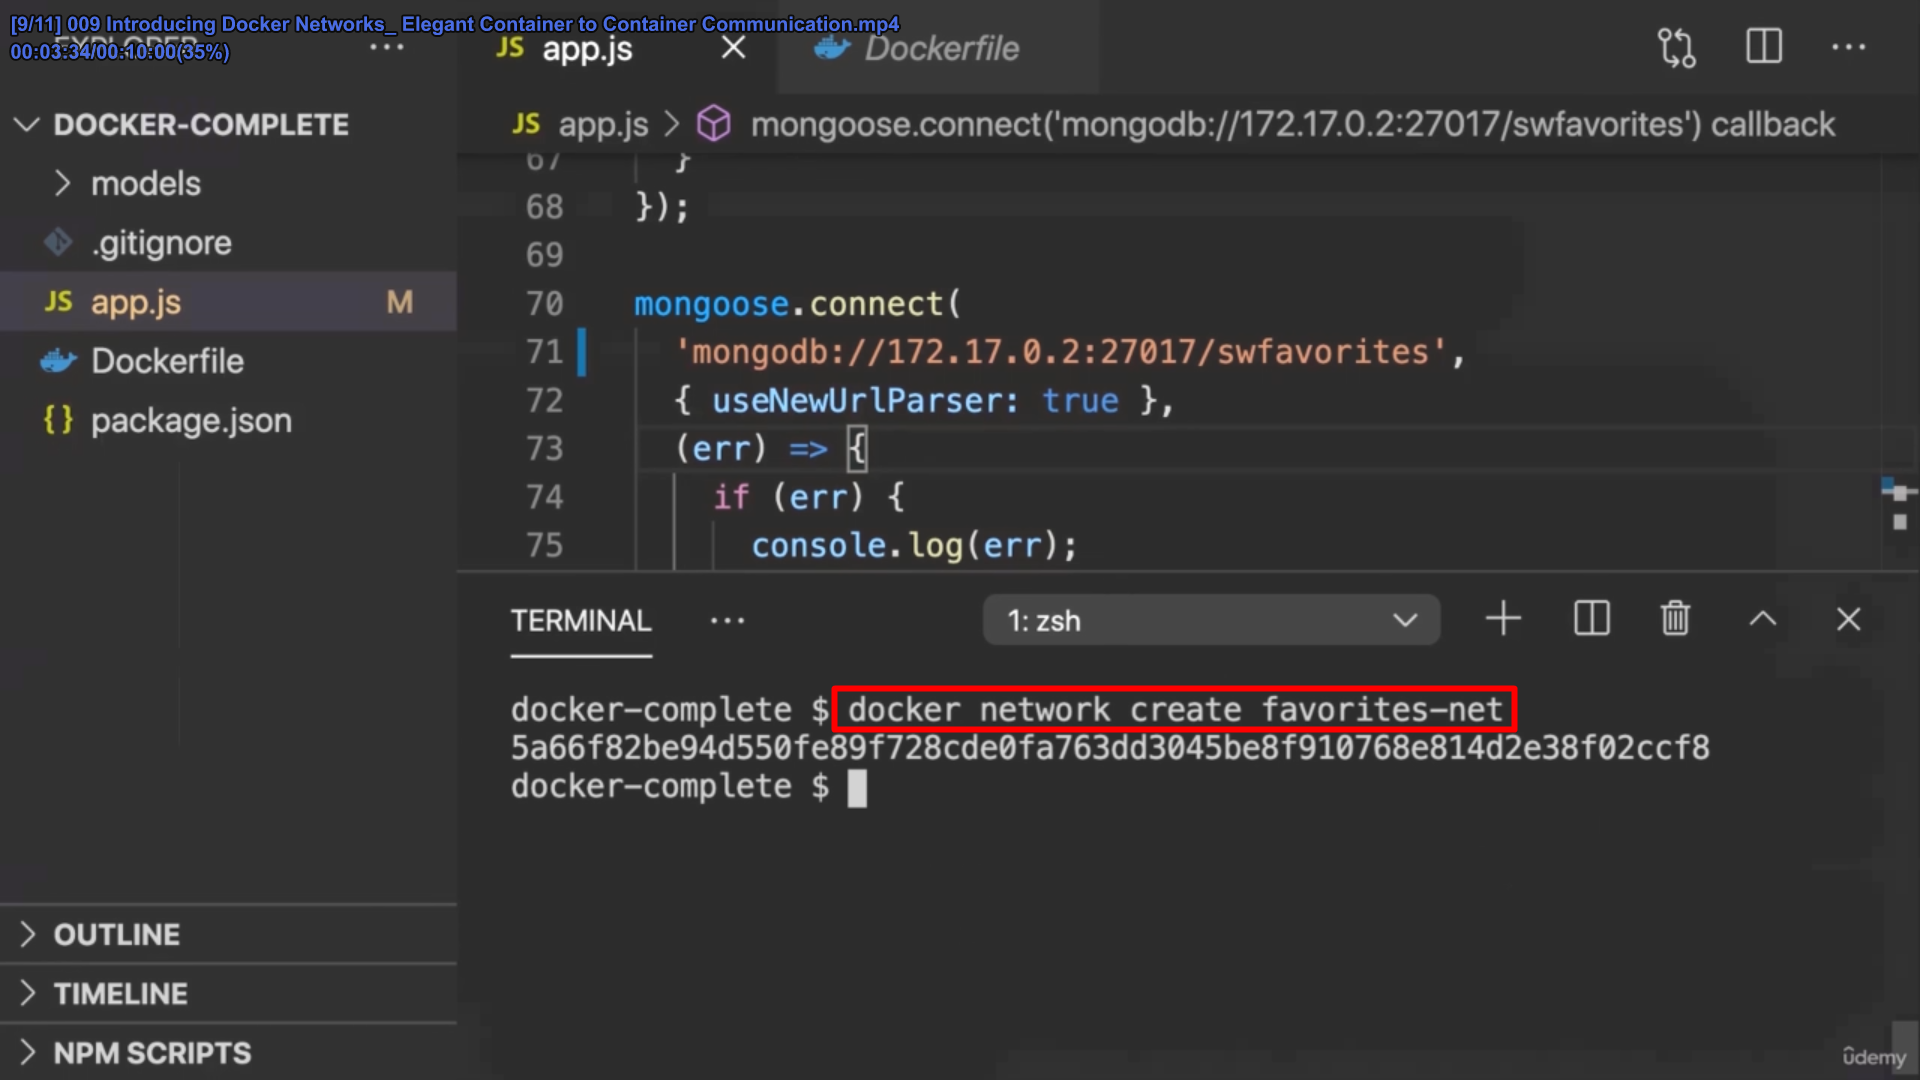 [9/11] 009 Introducing Docker Networks_ Elegant Container to Container Communication.mp4
00:03:34/00:10:00(35%)
EXPLORER ...
JS app.js
Dockerfile
...
DOCKER-COMPLETE
models
.gitignore
JS app.js M
Dockerfile
{} package.json
OUTLINE
TIMELINE
NPM SCRIPTS
JS app.js > mongoose.connect('mongodb://172.17.0.2:27017/swfavorites') callback
67 }
68 });
69
70 mongoose.connect(
71 'mongodb://172.17.0.2:27017/swfavorites',
72 { useNewUrlParser: true },
73 (err) => {
74 if (err) {
75 console.log(err);
TERMINAL ... 1: zsh
docker-complete $ docker network create favorites-net
5a66f82be94d550fe89f728cde0fa763dd3045be8f910768e814d2e38f02ccf8
docker-complete $
ûdemy